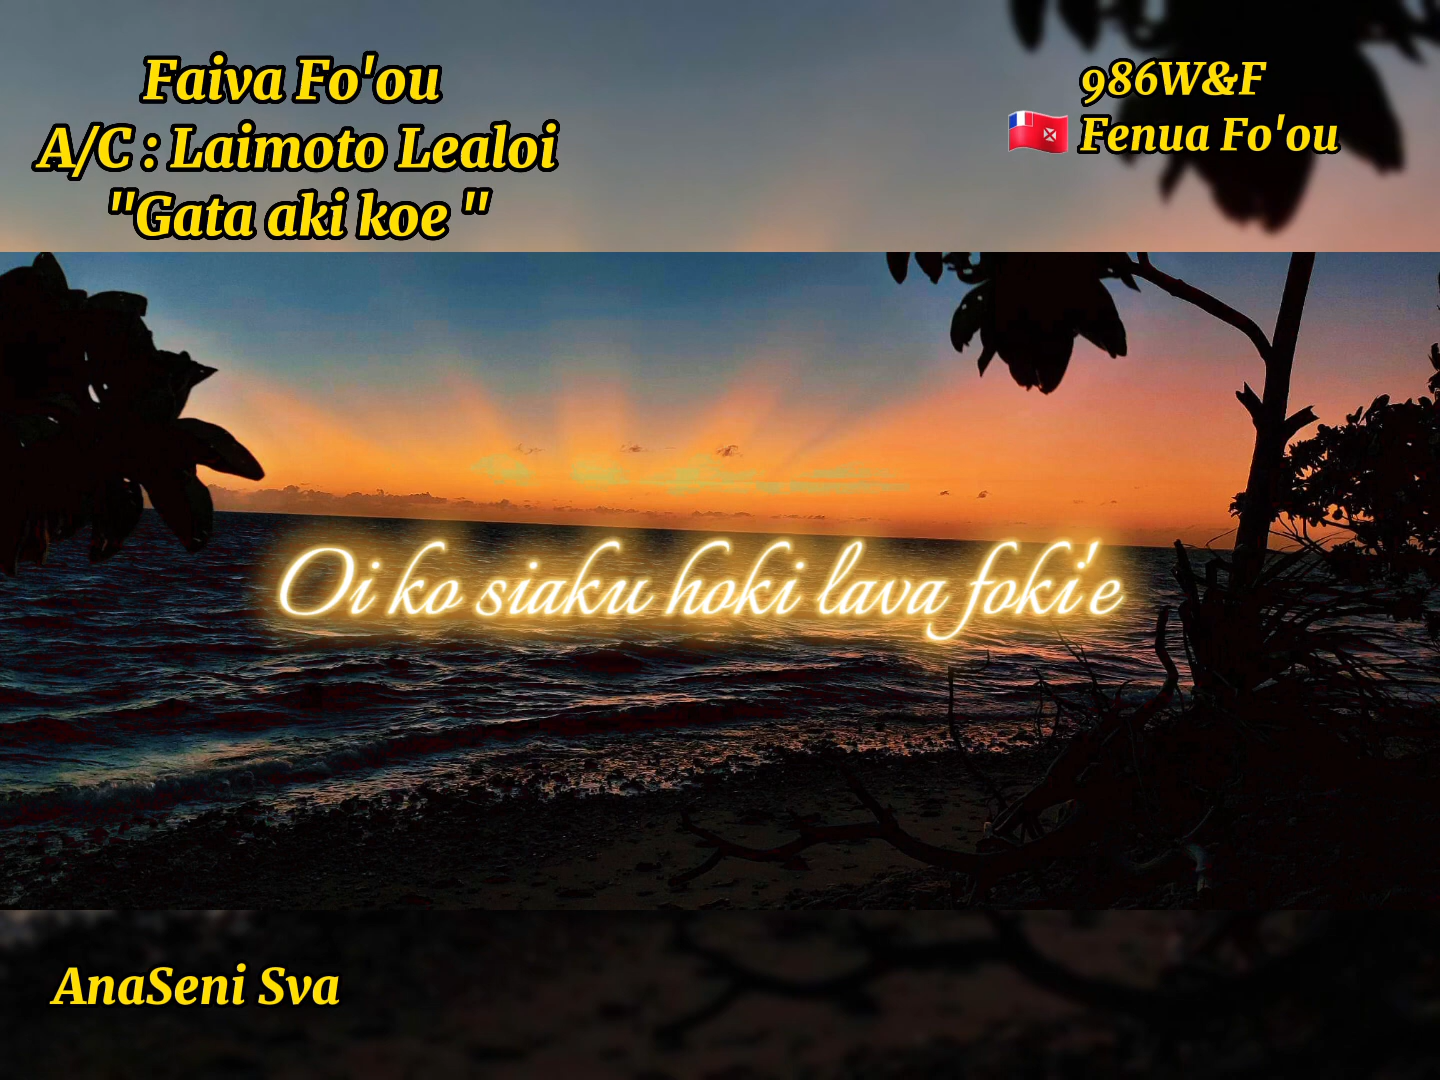 Faiva Fo'ou
A/C : Laimoto Lealoi
"Gata aki koe "
986W&F
🇼🇫 Fenua Fo'ou
Oi ko siaku hoki lava foki'e
AnaSeni Sva